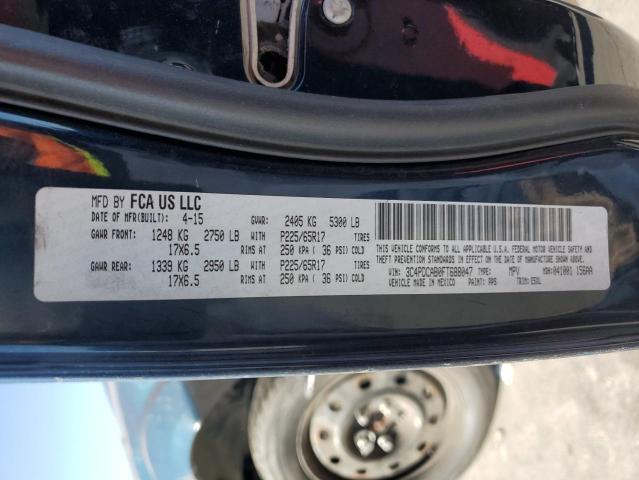 MFD BY FCA US LLC
DATE OF MFR(BUILT): 4-15 GVWR: 2405 KG 5300 LB
GAWR FRONT: 1248 KG 2750 LB WITH P225/65R17 TIRES
17X6.5 RIMS AT 250 KPA ( 36 PSI) COLD
GAWR REAR: 1339 KG 2950 LB WITH P225/65R17 TIRES
17X6.5 RIMS AT 250 KPA ( 36 PSI) COLD
THIS VEHICLE CONFORMS TO ALL APPLICABLE U.S.A. FEDERAL MOTOR VEHICLE SAFETY AND
THEFT PREVENTION STANDARDS IN EFFECT ON THE DATE OF MANUFACTURE SHOWN ABOVE.
VIN: 3C4PDCAB0FT688047 TYPE: MPV MDH: 041001 156AA
VEHICLE MADE IN MEXICO PAINT: TRIM: